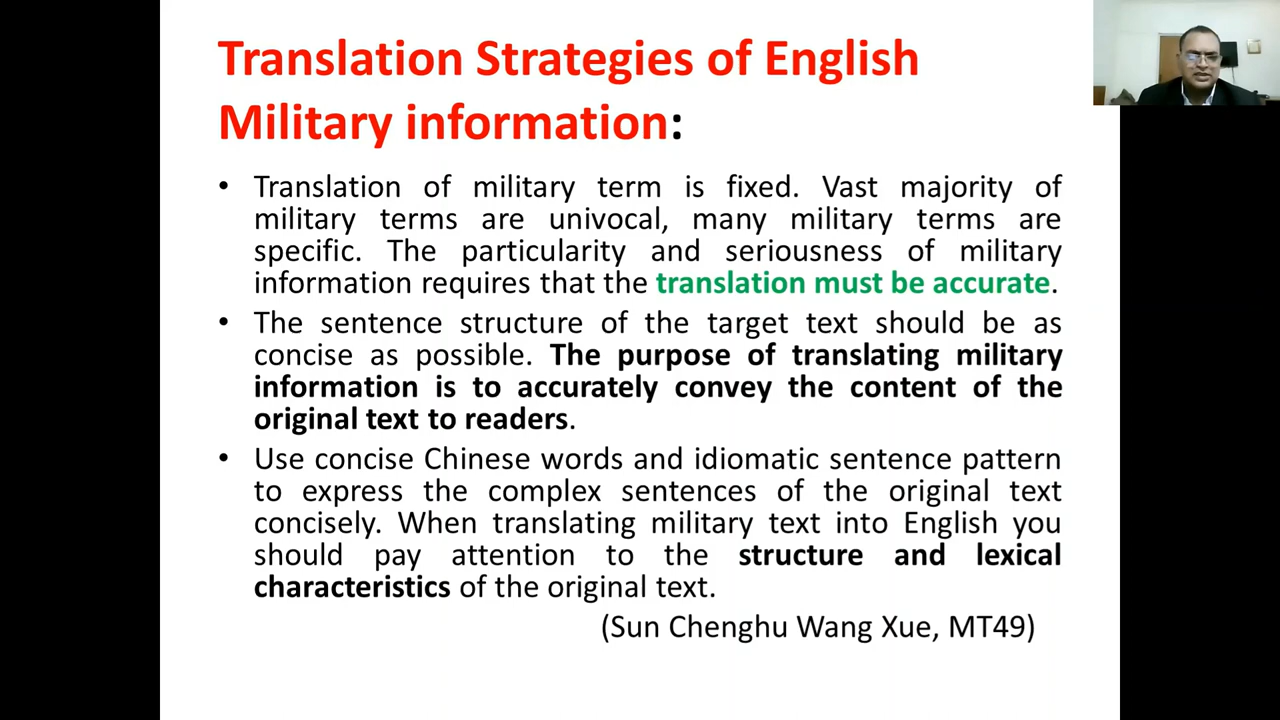 Translation Strategies of English
Military information:
• Translation of military term is fixed. Vast majority of
military terms are univocal, many military terms are
specific. The particularity and seriousness of military
information requires that the translation must be accurate.
• The sentence structure of the target text should be as
concise as possible. The purpose of translating military
information is to accurately convey the content of the
original text to readers.
• Use concise Chinese words and idiomatic sentence pattern
to express the complex sentences of the original text
concisely. When translating military text into English you
should pay attention to the structure and lexical
characteristics of the original text.
(Sun Chenghu Wang Xue, MT49)